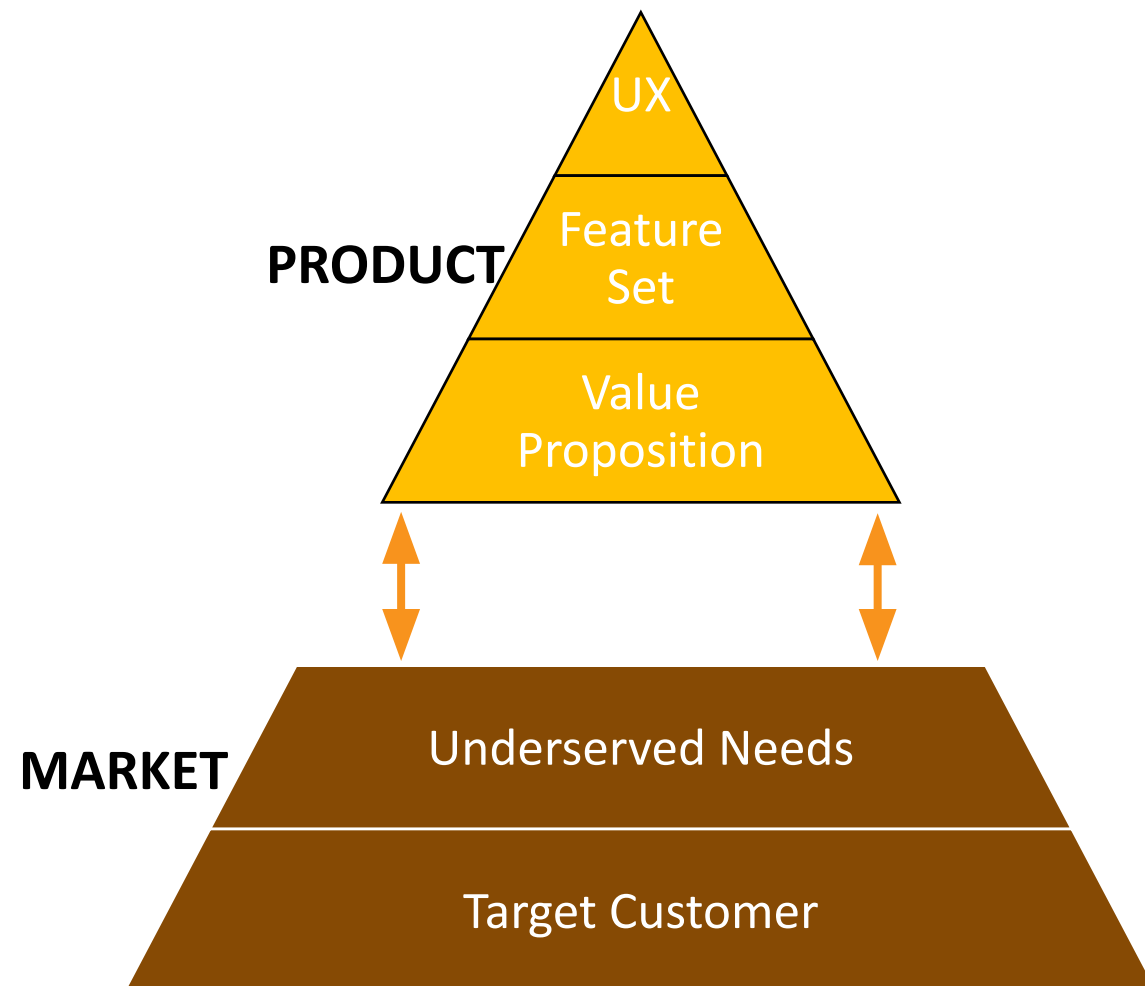 UX
Feature
Set
PRODUCT
Value
Proposition
Underserved Needs
MARKET
Target Customer